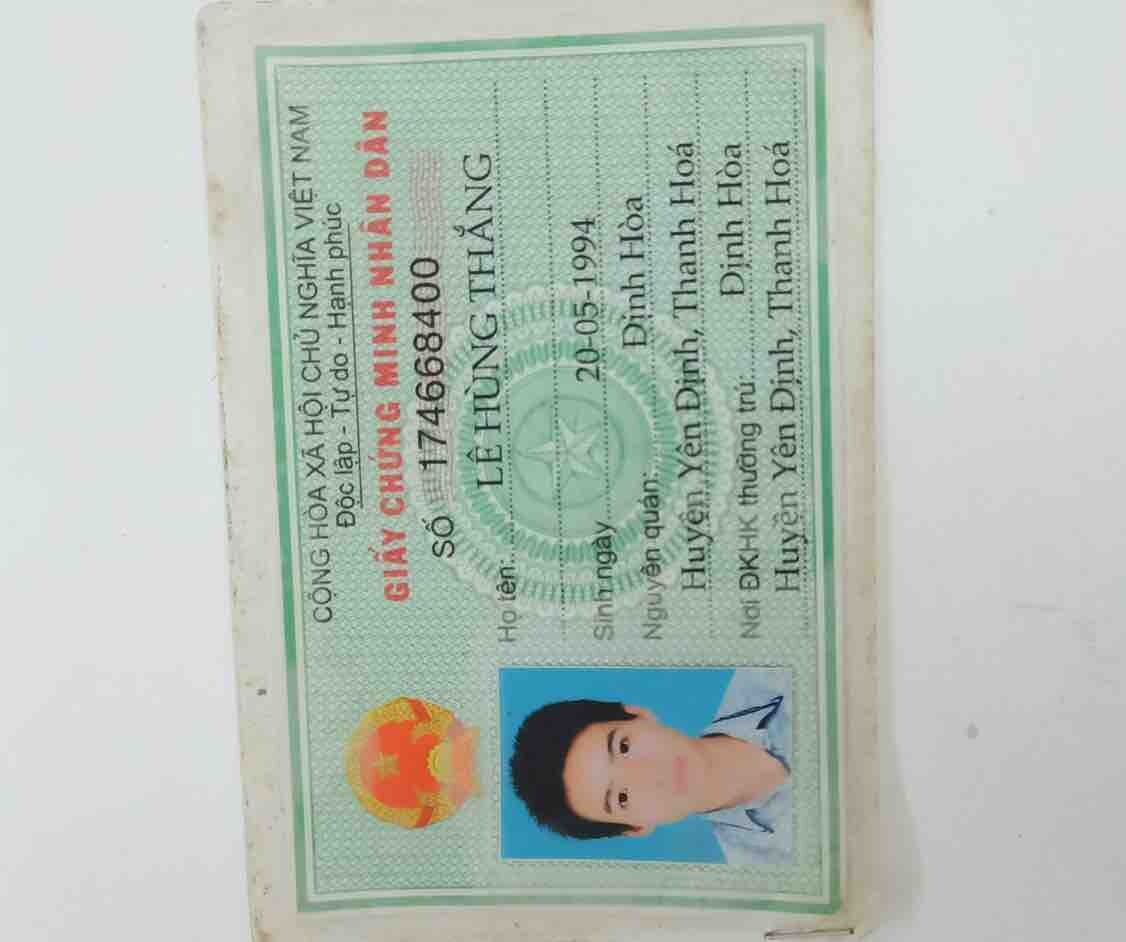 CỘNG HÒA XÃ HỘI CHỦ NGHĨA VIỆT NAM
Độc lập - Tự do - Hạnh phúc
GIẤY CHỨNG MINH NHÂN DÂN
SỐ 174668400
Họ tên: LÊ HÙNG THẮNG
Sinh ngày 20-05-1994
Nguyên quán: Định Hòa
Huyện Yên Định, Thanh Hoá
Nơi ĐKHK thường trú: Định Hòa
Huyện Yên Định, Thanh Hoá